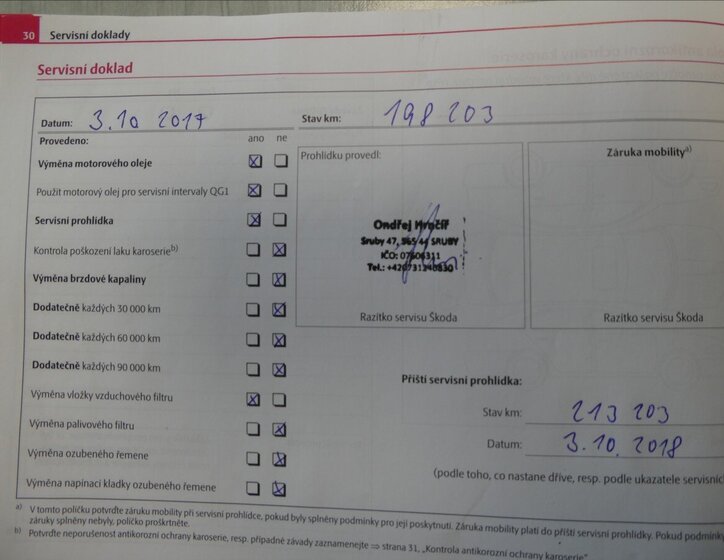 30 Servisní doklady
Servisní doklad
Datum: 3.10 2017
Stav km: 198 203
Provedeno: ano ne
Výměna motorového oleje
Použit motorový olej pro servisní intervaly QG1
Servisní prohlídka
Kontrola poškození laku karoserie b)
Výměna brzdové kapaliny
Dodatečně každých 30 000 km
Dodatečně každých 60 000 km
Dodatečně každých 90 000 km
Výměna vložky vzduchového filtru
Výměna palivového filtru
Výměna ozubeného řemene
Výměna napínací kladky ozubeného řemene
Prohlídku provedl:
Ondřej
Sruby 47, 565 44 SRUBY
IČO: 07606311
Razítko servisu Škoda
Záruka mobility a)
Razítko servisu Škoda
Příští servisní prohlídka:
Stav km: 213 203
Datum: 3.10. 2018
(podle toho, co nastane dříve, resp. podle ukazatele servisníc
a) V tomto políčku potvrďte záruku mobility při servisní prohlídce, pokud byly splněny podmínky pro její poskytnutí. Záruka mobility platí do příští servisní prohlídky. Pokud podmínk
záruky splněny nebyly, políčko proškrtněte.
b) Potvrďte neporušenost antikorozní ochrany karoserie, resp. případné závady zaznamenejte ⇒ strana 31, „Kontrola antikorozní ochrany karoserie"